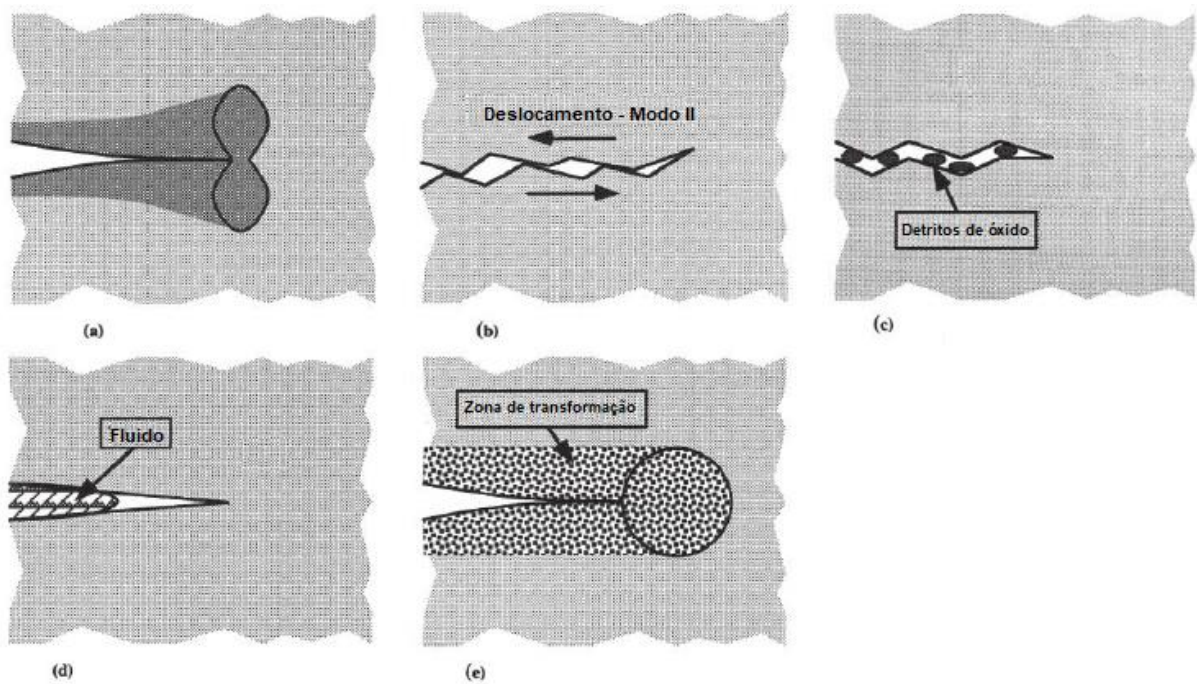 Deslocamento - Modo II
Detritos de óxido
(a)
(b)
(c)
Fluido
Zona de transformação
(d)
(e)